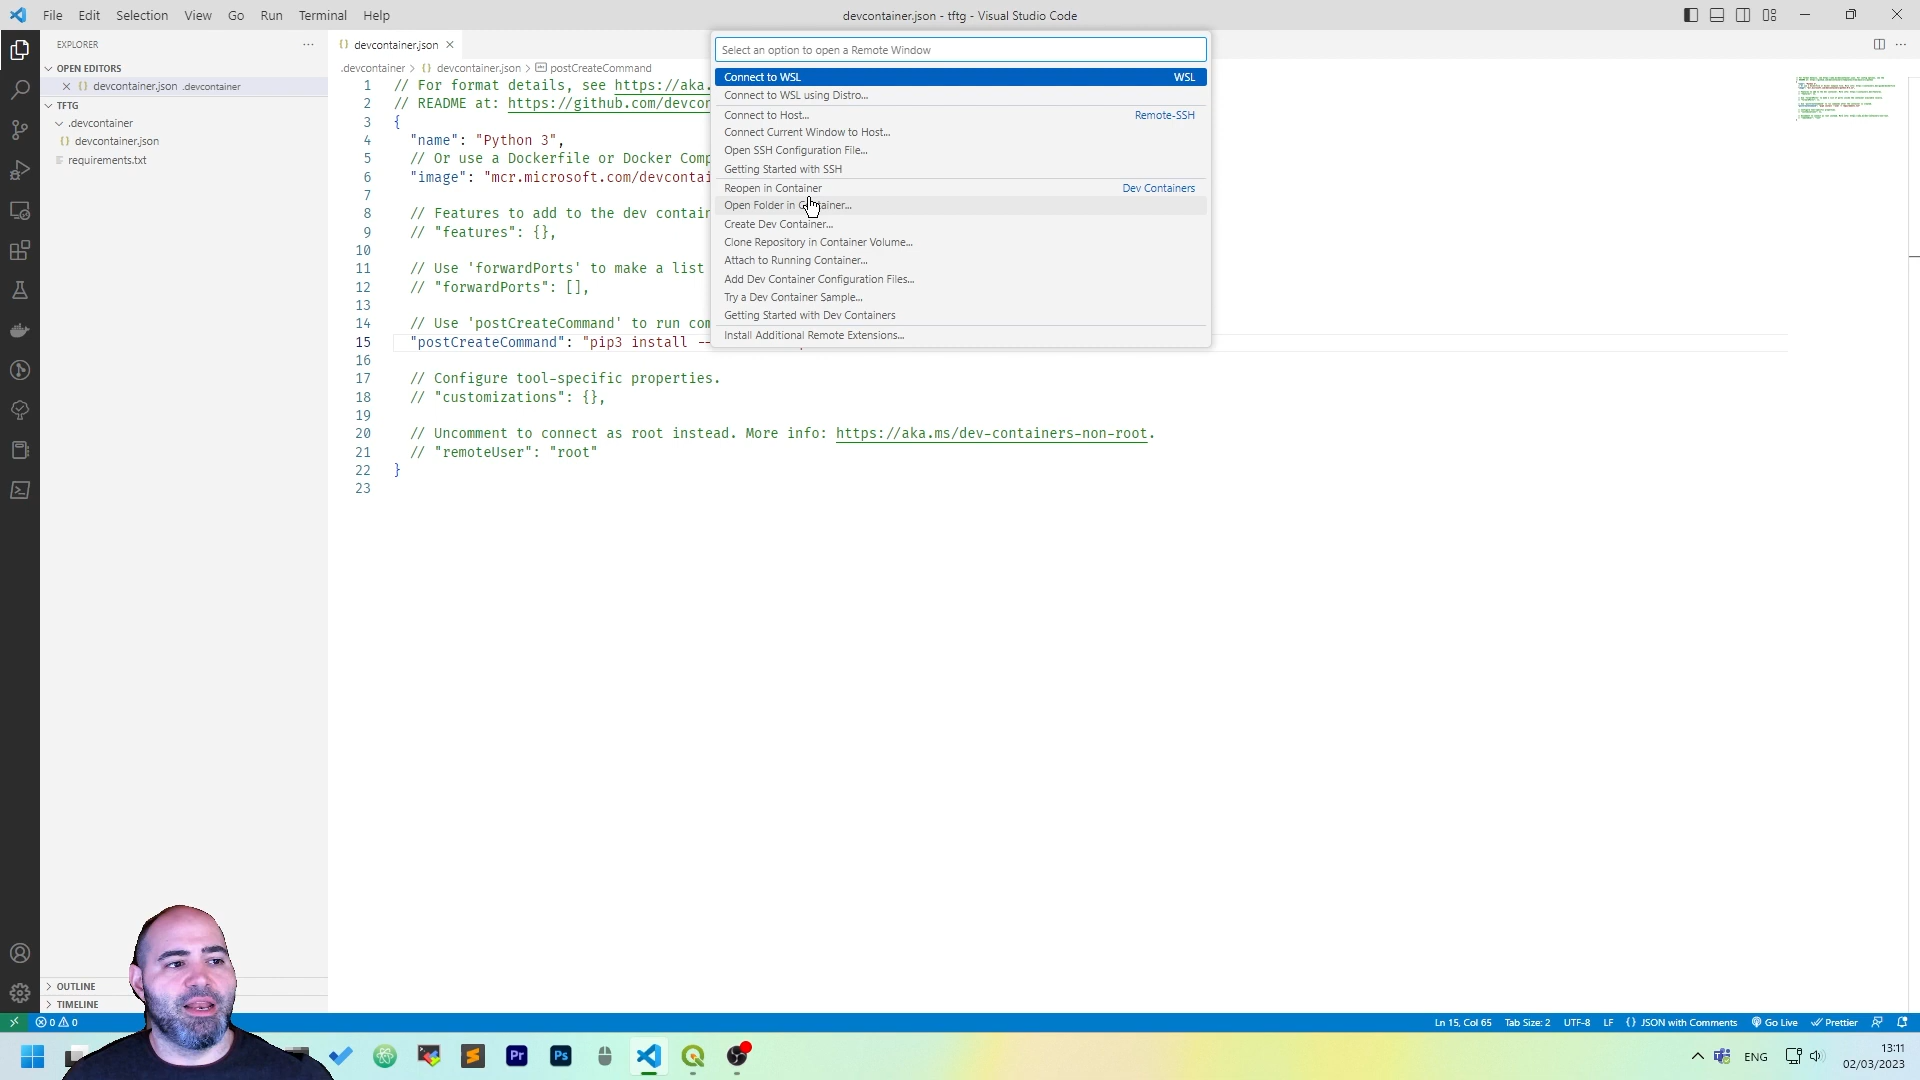 File Edit Selection View Go Run Terminal Help
devcontainer.json - tftg - Visual Studio Code
EXPLORER
OPEN EDITORS
devcontainer.json .devcontainer
TFTG
.devcontainer
devcontainer.json
requirements.txt
OUTLINE
TIMELINE
devcontainer.json
.devcontainer > {} devcontainer.json > postCreateCommand
1 // For format details, see https://aka.
2 // README at: https://github.com/devcon
3 {
4 "name": "Python 3",
5 // Or use a Dockerfile or Docker Comp
6 "image": "mcr.microsoft.com/devcontai
7
8 // Features to add to the dev contain
9 // "features": {},
10
11 // Use 'forwardPorts' to make a list
12 // "forwardPorts": [],
13
14 // Use 'postCreateCommand' to run com
15 "postCreateCommand": "pip3 install --
16
17 // Configure tool-specific properties.
18 // "customizations": {},
19
20 // Uncomment to connect as root instead. More info: https://aka.ms/dev-containers-non-root.
21 // "remoteUser": "root"
22 }
23
Select an option to open a Remote Window
Connect to WSL WSL
Connect to WSL using Distro...
Connect to Host... Remote-SSH
Connect Current Window to Host...
Open SSH Configuration File...
Getting Started with SSH
Reopen in Container Dev Containers
Open Folder in
Create Dev Container...
Clone Repository in Container Volume...
Attach to Running Container...
Add Dev Container Configuration Files...
Try a Dev Container Sample...
Getting Started with Dev Containers
Install Additional Remote Extensions...
0 0
Ln 15, Col 65 Tab Size: 2 UTF-8 LF {} JSON with Comments Go Live Prettier
Pr Ps
ENG
13:11
02/03/2023